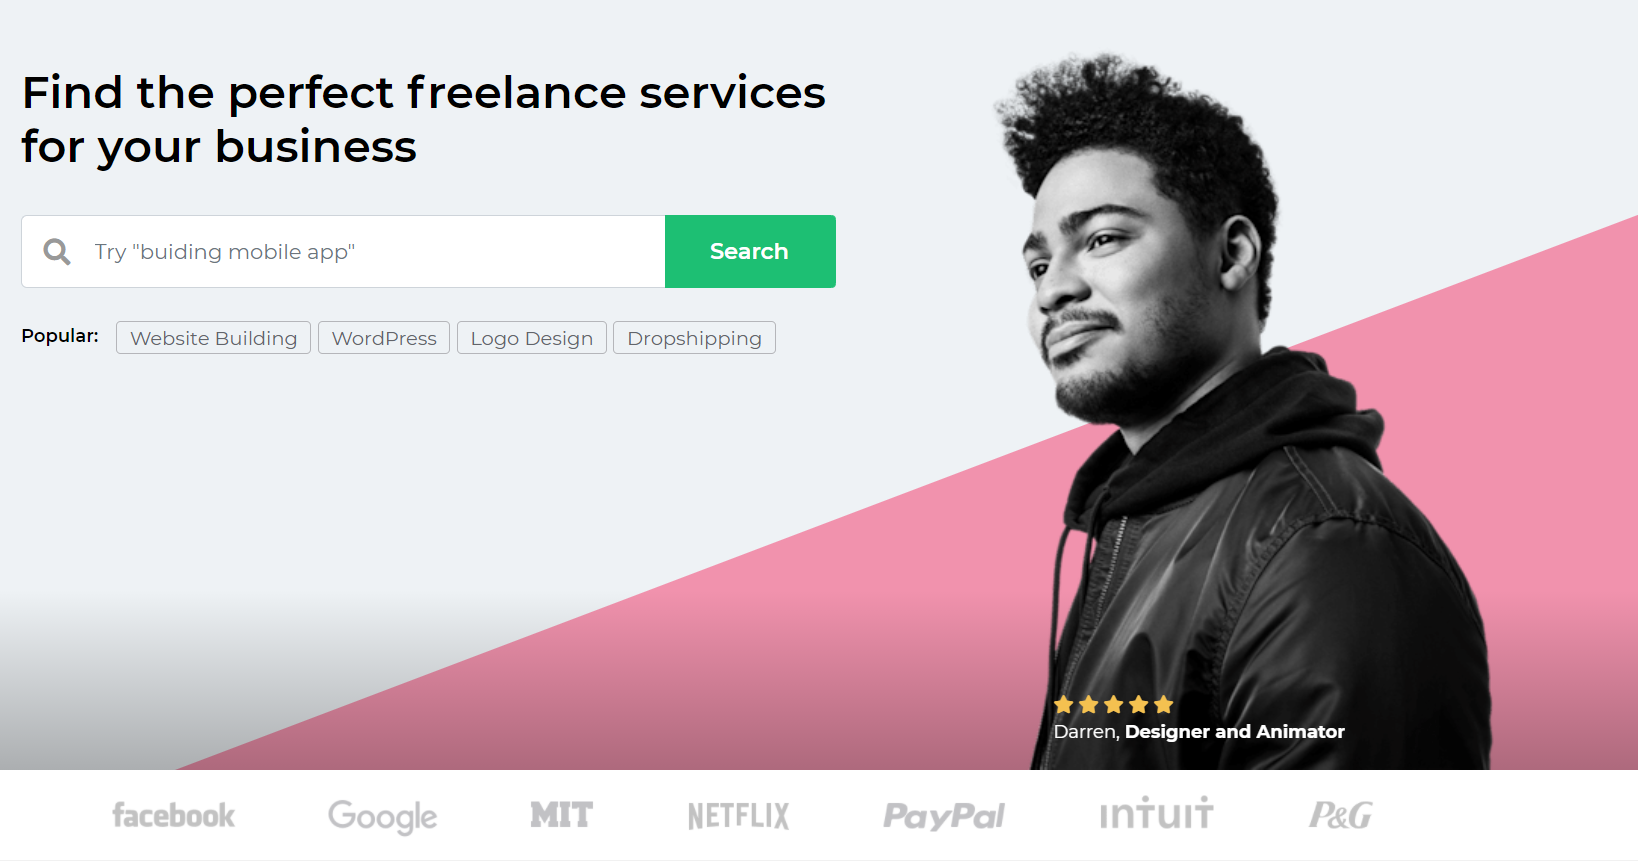 Find the perfect freelance services
for your business
Try "buiding mobile app"
Search
Popular:
Website Building
WordPress
Logo Design
Dropshipping
Darren, Designer and Animator
facebook
Google
MIT
NETFLIX
PayPal
intuit
P&G